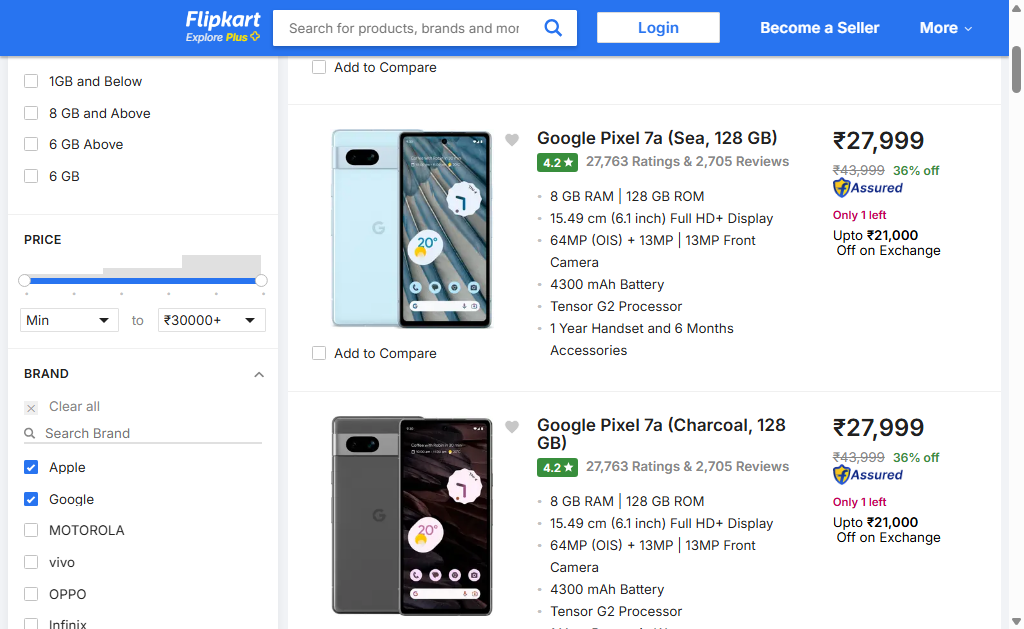 Flipkart
Explore Plus
Search for products, brands and mor
Login
Become a Seller
More
1GB and Below
8 GB and Above
6 GB Above
6 GB
PRICE
Min
to
₹30000+
BRAND
Clear all
Search Brand
Apple
Google
MOTOROLA
vivo
OPPO
Infinix
Add to Compare
Google Pixel 7a (Sea, 128 GB)
4.2★
27,763 Ratings & 2,705 Reviews
8 GB RAM | 128 GB ROM
15.49 cm (6.1 inch) Full HD+ Display
64MP (OIS) + 13MP | 13MP Front
Camera
4300 mAh Battery
Tensor G2 Processor
1 Year Handset and 6 Months
Accessories
₹27,999
₹43,999 36% off
Assured
Only 1 left
Upto ₹21,000
Off on Exchange
20°
G
Add to Compare
Google Pixel 7a (Charcoal, 128
GB)
4.2★
27,763 Ratings & 2,705 Reviews
8 GB RAM | 128 GB ROM
15.49 cm (6.1 inch) Full HD+ Display
64MP (OIS) + 13MP | 13MP Front
Camera
4300 mAh Battery
Tensor G2 Processor
₹27,999
₹43,999 36% off
Assured
Only 1 left
Upto ₹21,000
Off on Exchange
20°
G